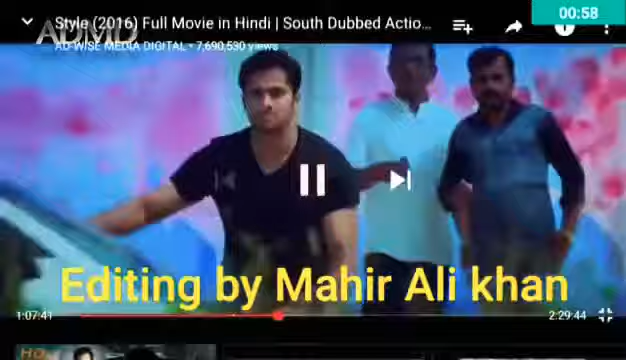 Style (2016) Full Movie in Hindi | South Dubbed Actio...
00:58
ADMD
AD-WISE MEDIA DIGITAL • 7,690,530 views
Editing by Mahir Ali khan
1:07:41
2:29:44